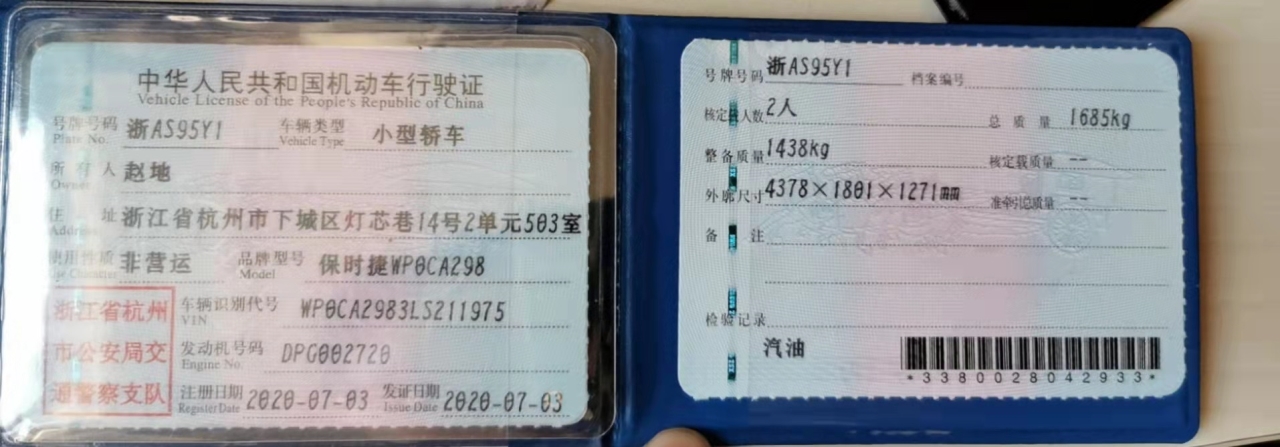 中华人民共和国机动车行驶证
Vehicle License of the People's Republic of China
号牌号码 浙AS95Y1 车辆类型 小型轿车
Plate No. Vehicle Type
所有人 赵地
Owner
住址 浙江省杭州市下城区灯芯巷14号2单元503室
Address
使用性质 非营运 品牌型号 保时捷WP0CA298
Use Character Model
浙江省杭州
市公安局交
通警察支队
车辆识别代号 WP0CA2983LS211975
VIN
发动机号码 DPG002720
Engine No.
注册日期 2020-07-03 发证日期 2020-07-03
Register Date Issue Date
号牌号码 浙AS95Y1 档案编号
核定载人数 2人 总质量 1685kg
整备质量 1438kg 核定载质量 --
外廓尺寸 4378×1801×1271mm 准牵引总质量 --
备注
检验记录
汽油
*3380028042933*